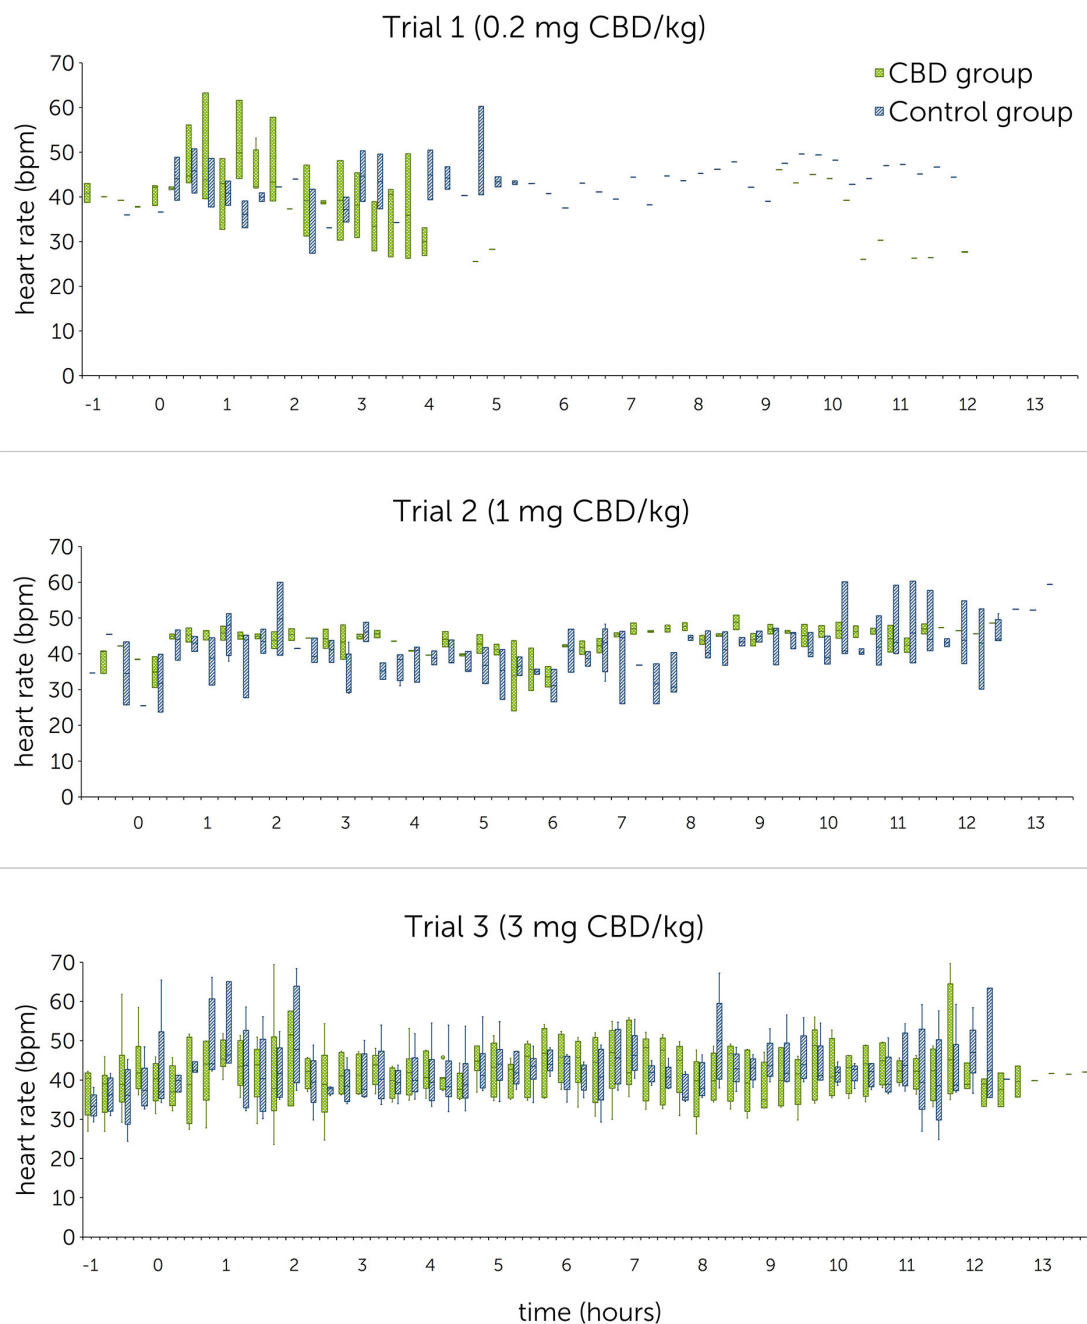 Trial 1 (0.2 mg CBD/kg)
CBD group
Control group
heart rate (bpm)
70
60
50
40
30
20
10
0
-1 0 1 2 3 4 5 6 7 8 9 10 11 12 13
Trial 2 (1 mg CBD/kg)
heart rate (bpm)
70
60
50
40
30
20
10
0
0 1 2 3 4 5 6 7 8 9 10 11 12 13
Trial 3 (3 mg CBD/kg)
heart rate (bpm)
70
60
50
40
30
20
10
0
-1 0 1 2 3 4 5 6 7 8 9 10 11 12 13
time (hours)